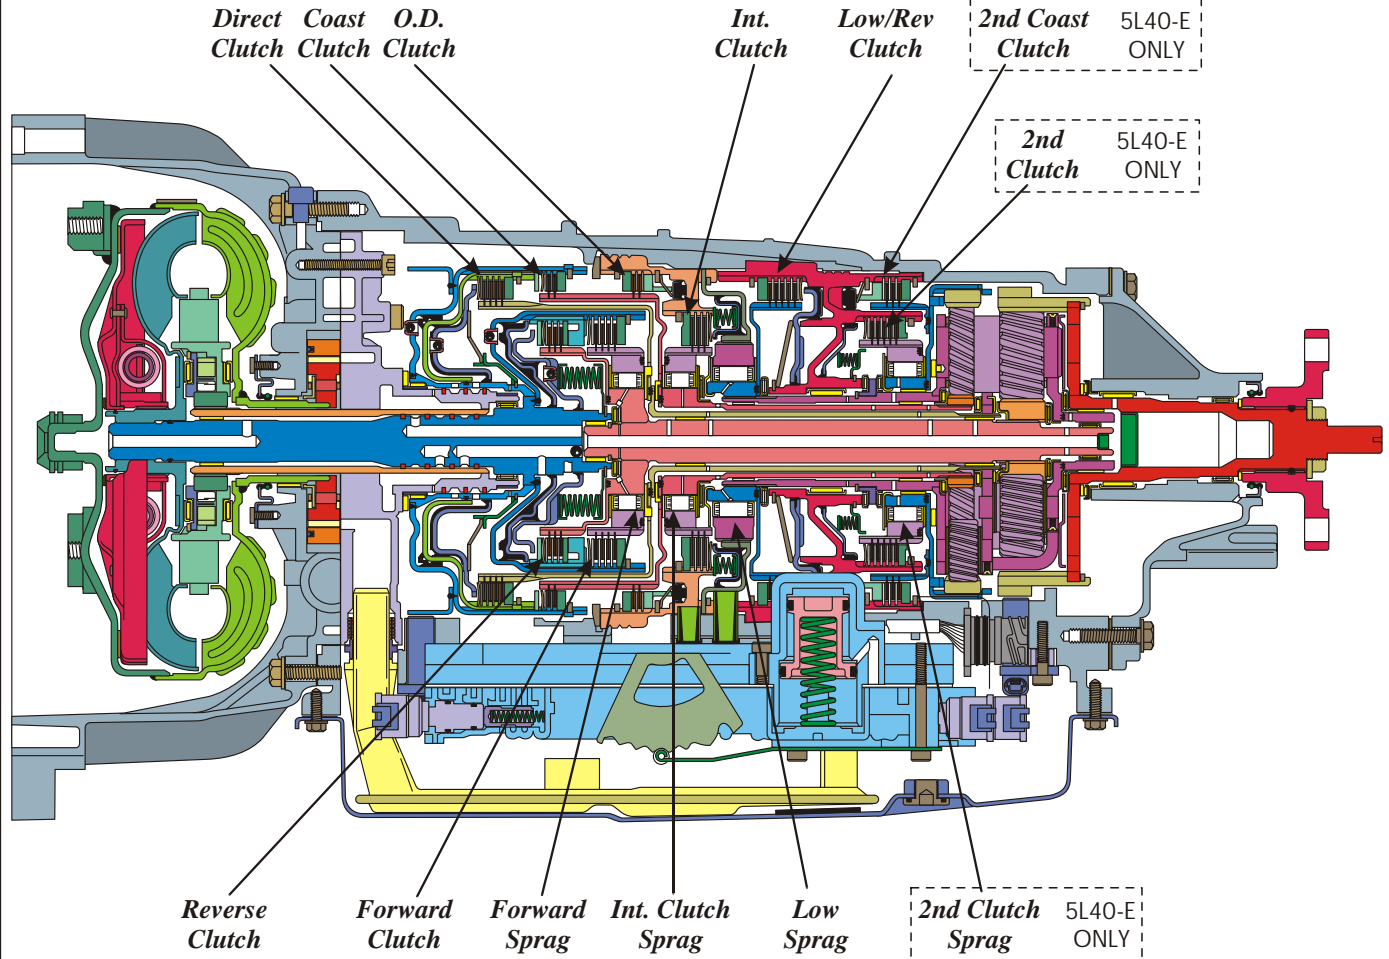 Direct Clutch
Coast Clutch
O.D. Clutch
Int. Clutch
Low/Rev Clutch
2nd Coast Clutch
5L40-E ONLY
2nd Clutch
5L40-E ONLY
Reverse Clutch
Forward Clutch
Forward Sprag
Int. Clutch Sprag
Low Sprag
2nd Clutch Sprag
5L40-E ONLY